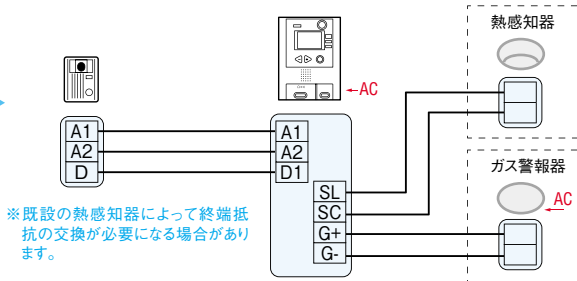 熱感知器
←AC
A1
A2
D
A1
A2
D1
SL
SC
G+
G-
ガス警報器
AC
※既設の熱感知器によって終端抵
抗の交換が必要になる場合があり
ます。